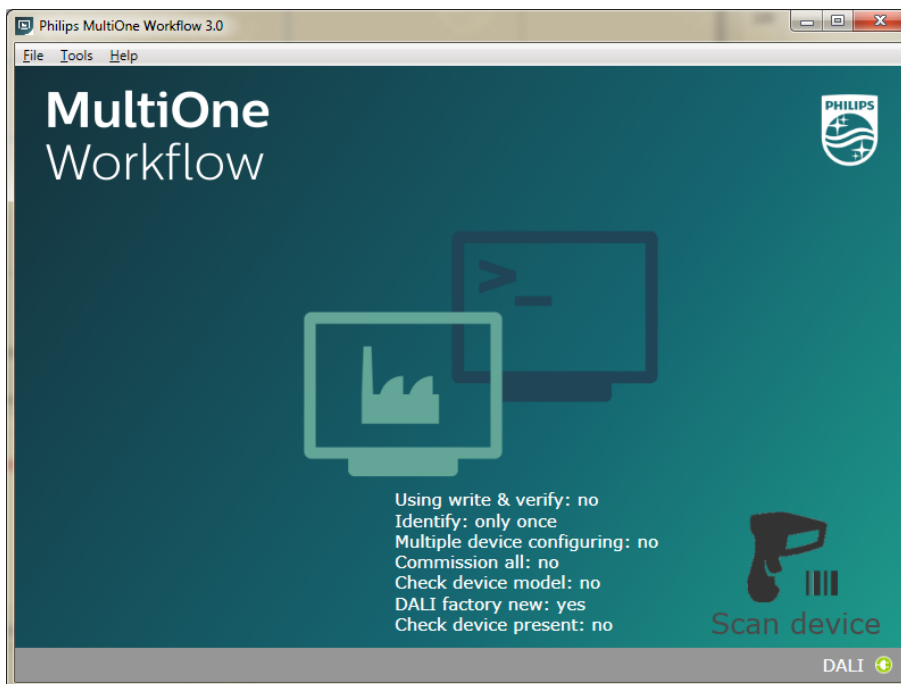 Philips MultiOne Workflow 3.0
File Tools Help
MultiOne
Workflow
PHILIPS
>_
Using write & verify: no
Identify: only once
Multiple device configuring: no
Commission all: no
Check device model: no
DALI factory new: yes
Check device present: no
Scan device
DALI